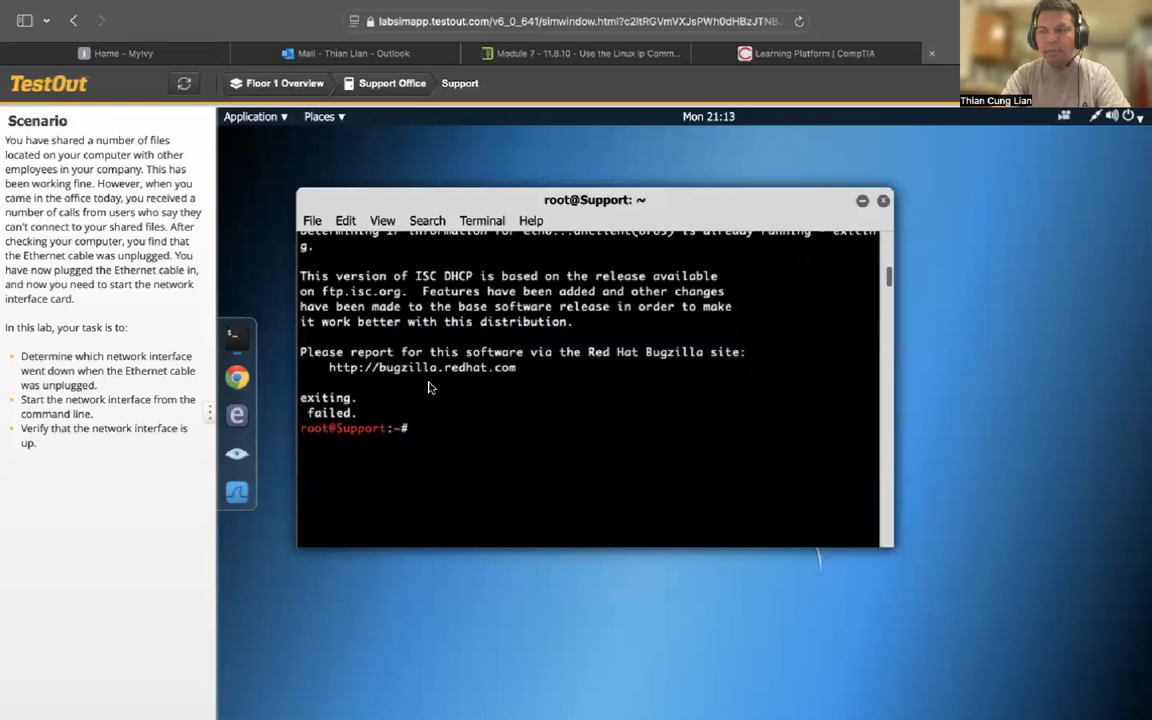 labsimapp.testout.com/v6_0_641/simwindow.html?c2ltRGVmVXJsPWh0dHBzJTNB...
Home - MyIvy
Mail - Thian Lian - Outlook
Module 7 - 11.8.10 - Use the Linux ip Comm...
Learning Platform | CompTIA
Thian Cung Lian
TestOut
Floor 1 Overview
Support Office
Support
Scenario
You have shared a number of files
located on your computer with other
employees in your company. This has
been working fine. However, when you
came in the office today, you received a
number of calls from users who say they
can't connect to your shared files. After
checking your computer, you find that
the Ethernet cable was unplugged. You
have now plugged the Ethernet cable in,
and now you need to start the network
interface card.
In this lab, your task is to:
Determine which network interface
went down when the Ethernet cable
was unplugged.
Start the network interface from the
command line.
Verify that the network interface is
up.
Application
Places
Mon 21:13
root@Support: ~
File Edit View Search Terminal Help
is already running - exitin
g.
This version of ISC DHCP is based on the release available
on ftp.isc.org. Features have been added and other changes
have been made to the base software release in order to make
it work better with this distribution.
Please report for this software via the Red Hat Bugzilla site:
http://bugzilla.redhat.com
exiting.
failed.
root@Support:~#